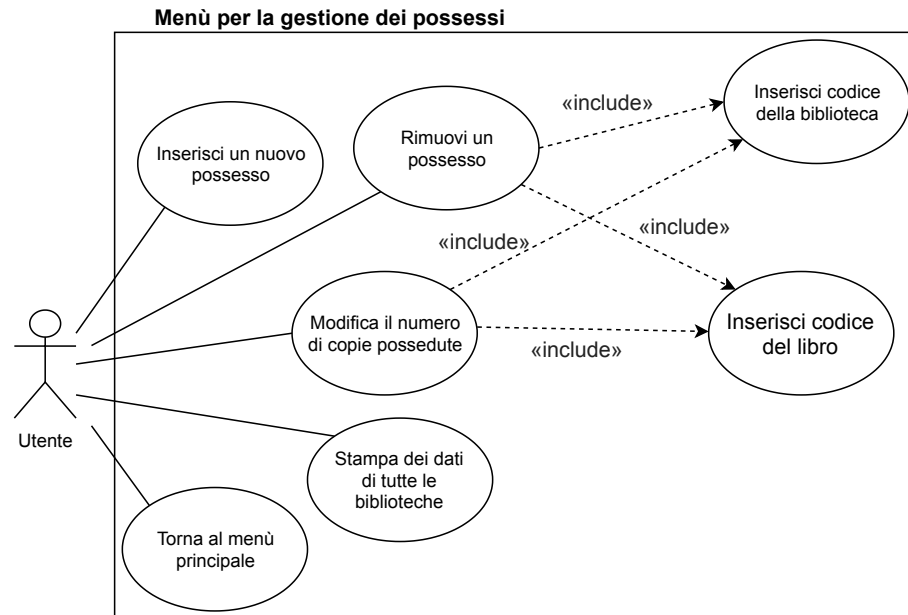 Menù per la gestione dei possessi
Inserisci un nuovo
possesso
Rimuovi un
possesso
«include»
Inserisci codice
della biblioteca
«include»
«include»
Modifica il numero
di copie possedute
«include»
Inserisci codice
del libro
Utente
Stampa dei dati
di tutte le
biblioteche
Torna al menù
principale